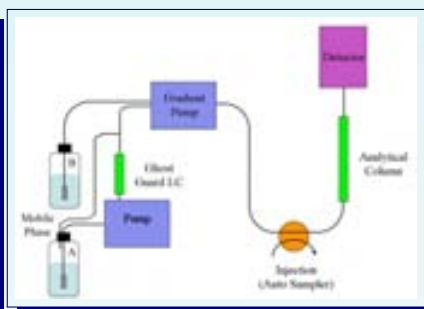 Detector
Gradient
Pump
B
Ghost
Guard LC
Analytical
Column
Mobile
Phase
Pump
A
Injection
(Auto Sampler)